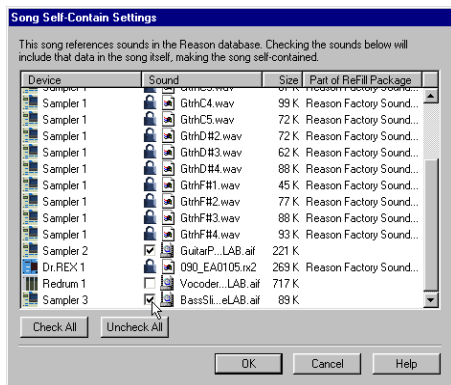 Song Self-Contain Settings
This song references sounds in the Reason database. Checking the sounds below will
include that data in the song itself, making the song self-contained.
Device Sound Size Part of ReFill Package
Sampler 1 GtrhC4.wav 99 K Reason Factory Sound...
Sampler 1 GtrhC5.wav 72 K Reason Factory Sound...
Sampler 1 GtrhD#2.wav 72 K Reason Factory Sound...
Sampler 1 GtrhD#3.wav 62 K Reason Factory Sound...
Sampler 1 GtrhD#4.wav 88 K Reason Factory Sound...
Sampler 1 GtrhF#1.wav 45 K Reason Factory Sound...
Sampler 1 GtrhF#2.wav 77 K Reason Factory Sound...
Sampler 1 GtrhF#3.wav 88 K Reason Factory Sound...
Sampler 1 GtrhF#4.wav 93 K Reason Factory Sound...
Sampler 2 GuitarP...LAB.aif 221 K
Dr.REX 1 090_EA0105.rx2 269 K Reason Factory Sound...
Redrum 1 Vocoder...LAB.aif 717 K
Sampler 3 BassSli...eLAB.aif 89 K
Check All Uncheck All
OK Cancel Help